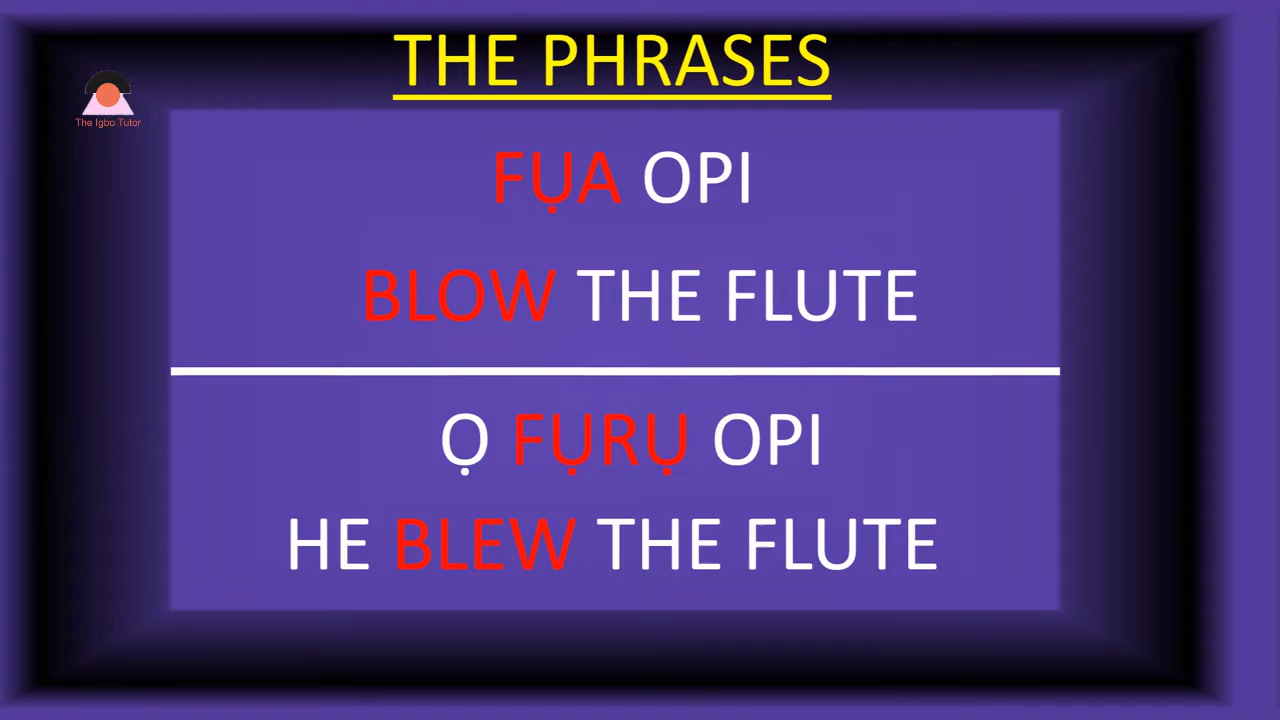 THE PHRASES
The Igbo Tutor
FỤA OPI
BLOW THE FLUTE
Ọ FỤRỤ OPI
HE BLEW THE FLUTE